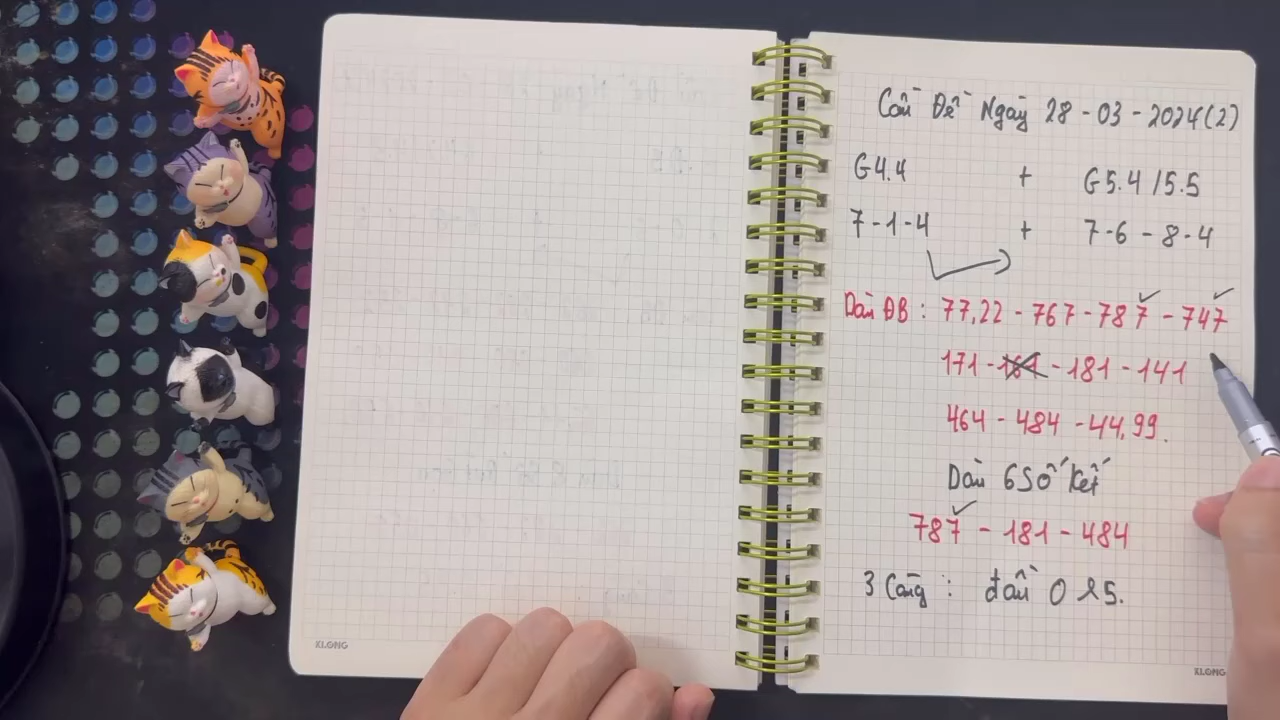 Cầu Đề Ngày 28-03-2024(2)
G4.4 + G5.4/5.5
7-1-4 + 7-6-8-4
Dàn ĐB: 77,22 - 767 - 787 - 747
171 - 161 - 181 - 141
464 - 484 - 44,99.
Dàn 6 Số Kết
787 - 181 - 484
3 Càng: đầu 0 & 5.
KLONG
KLONG